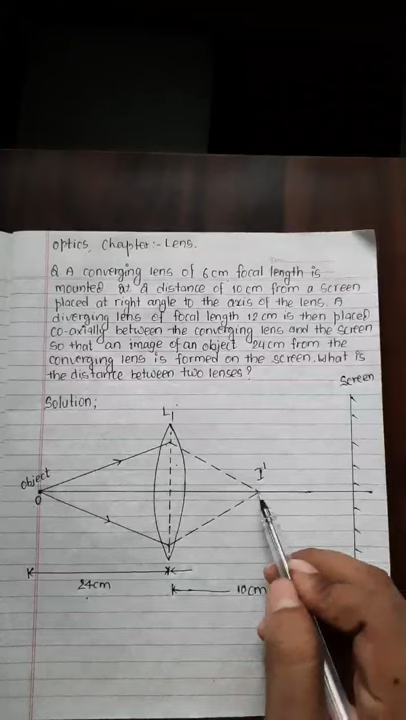 optics, Chapter:- Lens.
Q A converging lens of 6cm focal length is
mounted at a distance of 10cm from a screen
placed at right angle to the axis of the lens. A
diverging lens of focal length 12cm is then placed
co-axially between the converging lens and the screen
so that an image of an object 24cm from the
converging lens is formed on the screen. What is
the distance between two lenses?
Screen
Solution;
L1
object
I'
O
24cm
10cm